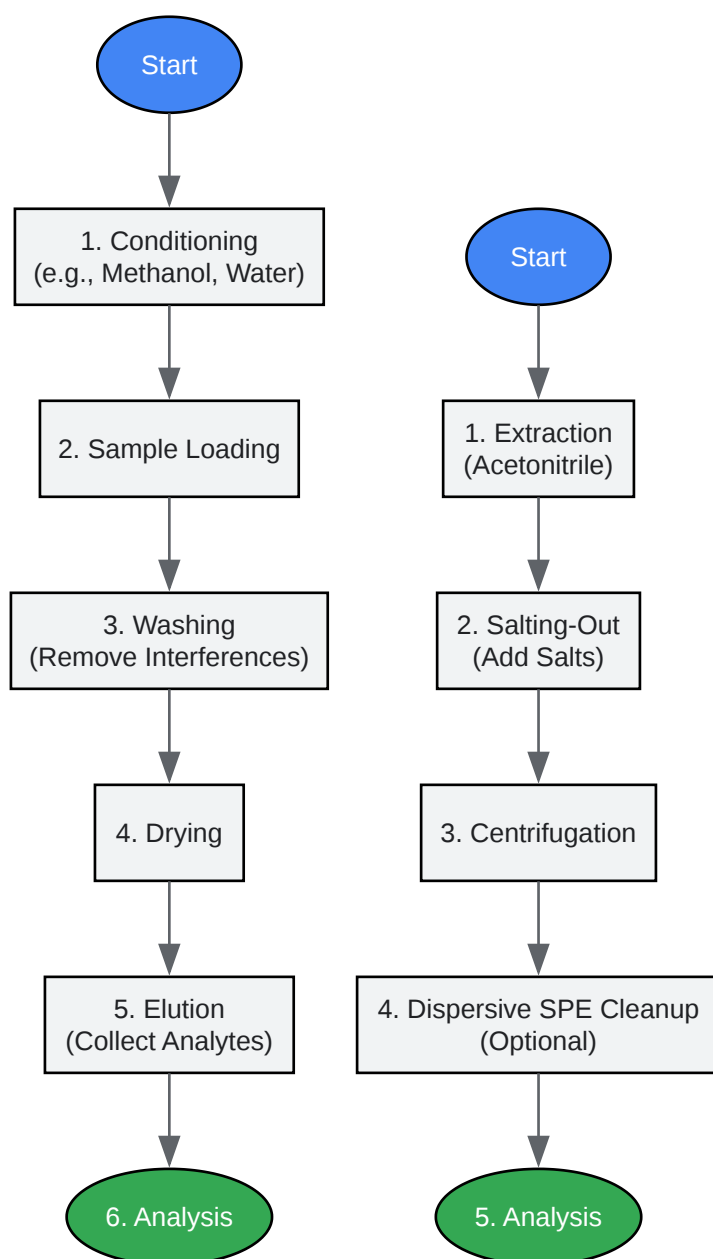 Start
1. Conditioning
(e.g., Methanol, Water)
2. Sample Loading
3. Washing
(Remove Interferences)
4. Drying
5. Elution
(Collect Analytes)
6. Analysis
Start
1. Extraction
(Acetonitrile)
2. Salting-Out
(Add Salts)
3. Centrifugation
4. Dispersive SPE Cleanup
(Optional)
5. Analysis